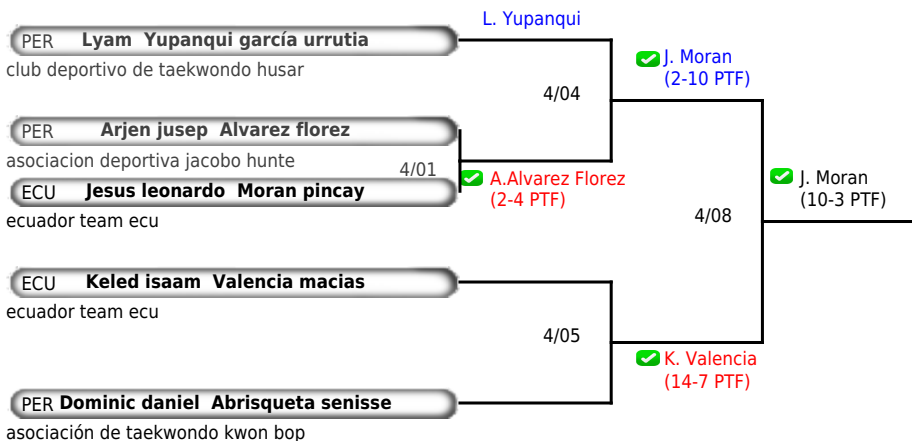 L. Yupanqui
PER Lyam Yupanqui garcía urrutia
club deportivo de taekwondo husar
J. Moran
(2-10 PTF)
4/04
PER Arjen jusep Alvarez florez
asociacion deportiva jacobo hunte
4/01
A.Alvarez Florez
(2-4 PTF)
J. Moran
(10-3 PTF)
ECU Jesus leonardo Moran pincay
ecuador team ecu
4/08
ECU Keled isaam Valencia macias
ecuador team ecu
4/05
K. Valencia
(14-7 PTF)
PER Dominic daniel Abrisqueta senisse
asociación de taekwondo kwon bop